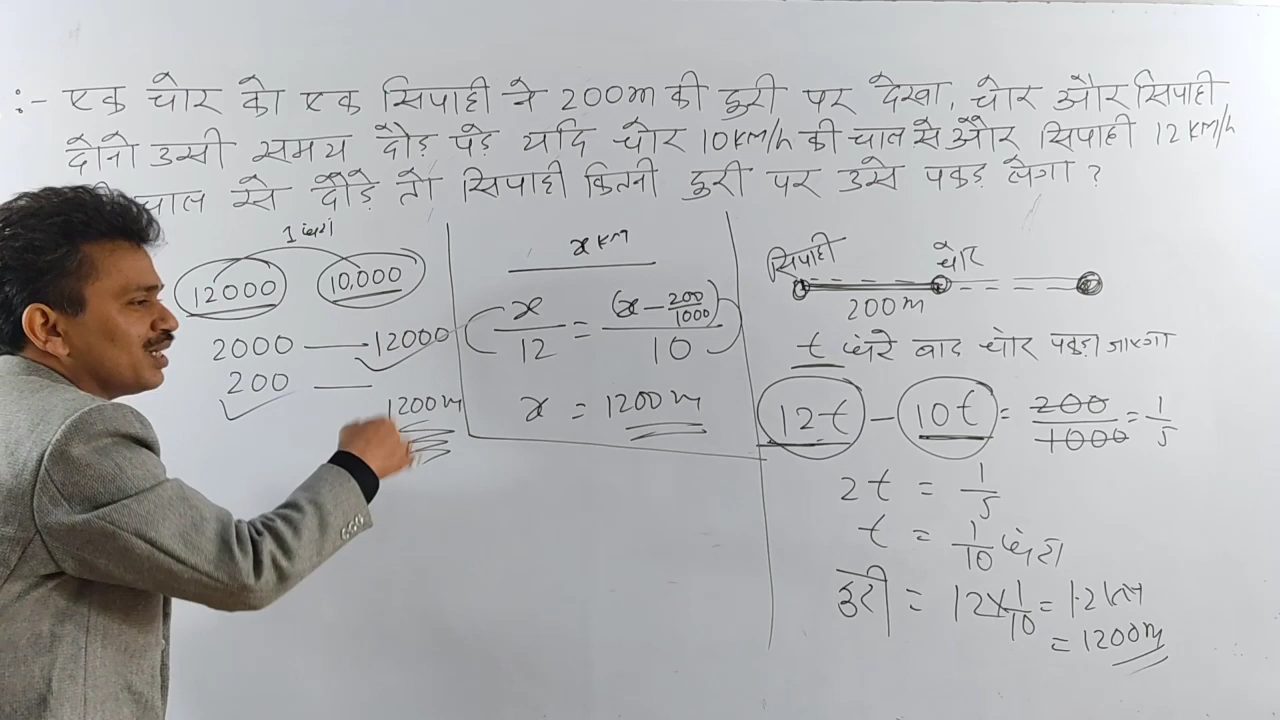 :- एक चोर को एक सिपाही ने 200m की दुरी पर देखा, चोर और सिपाही
दोनो उसी समय दौड़ पड़े यदि चोर 10KM/h की चाल से और सिपाही 12KM/h
चाल से दौड़े तो सिपाही कितनी दुरी पर उसे पकड़ लेगा ?
1 घंटा
12000 10,000
2000 — 12000
200 —
1200m
x KM
x/12 = (x - 200/1000)/10
x = 1200m
सिपाही चोर
200m
t घंटे बाद चोर पकड़ा जाएगा
12t - 10t = 200/1000 = 1/5
2t = 1/5
t = 1/10 घंटा
दुरी = 12 x 1/10 = 1.2 km
= 1200m